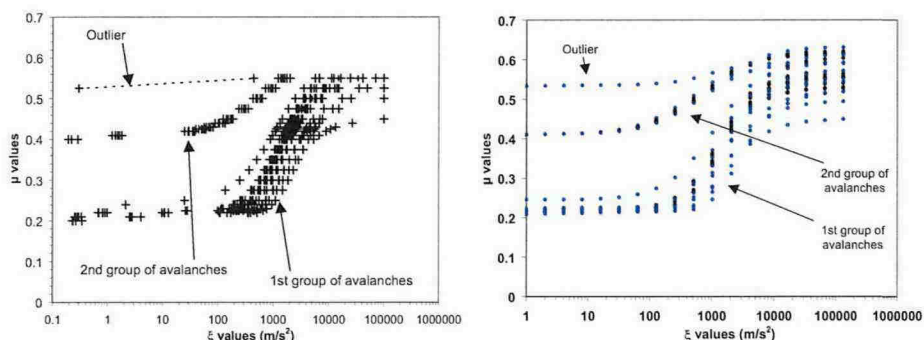 0.7
0.6
0.5
0.4
0.3
0.2
0.1
0
μ values
Outlier
2nd group of avalanches
1st group of avalanches
0.1 1 10 100 1000 10000 100000 1000000
ξ values (m/s²)
0.7
0.6
0.5
0.4
0.3
0.2
0.1
0
μ values
Outlier
2nd group of
avalanches
1st group of
avalanches
1 10 100 1000 10000 100000 1000000
ξ values (m/s²)